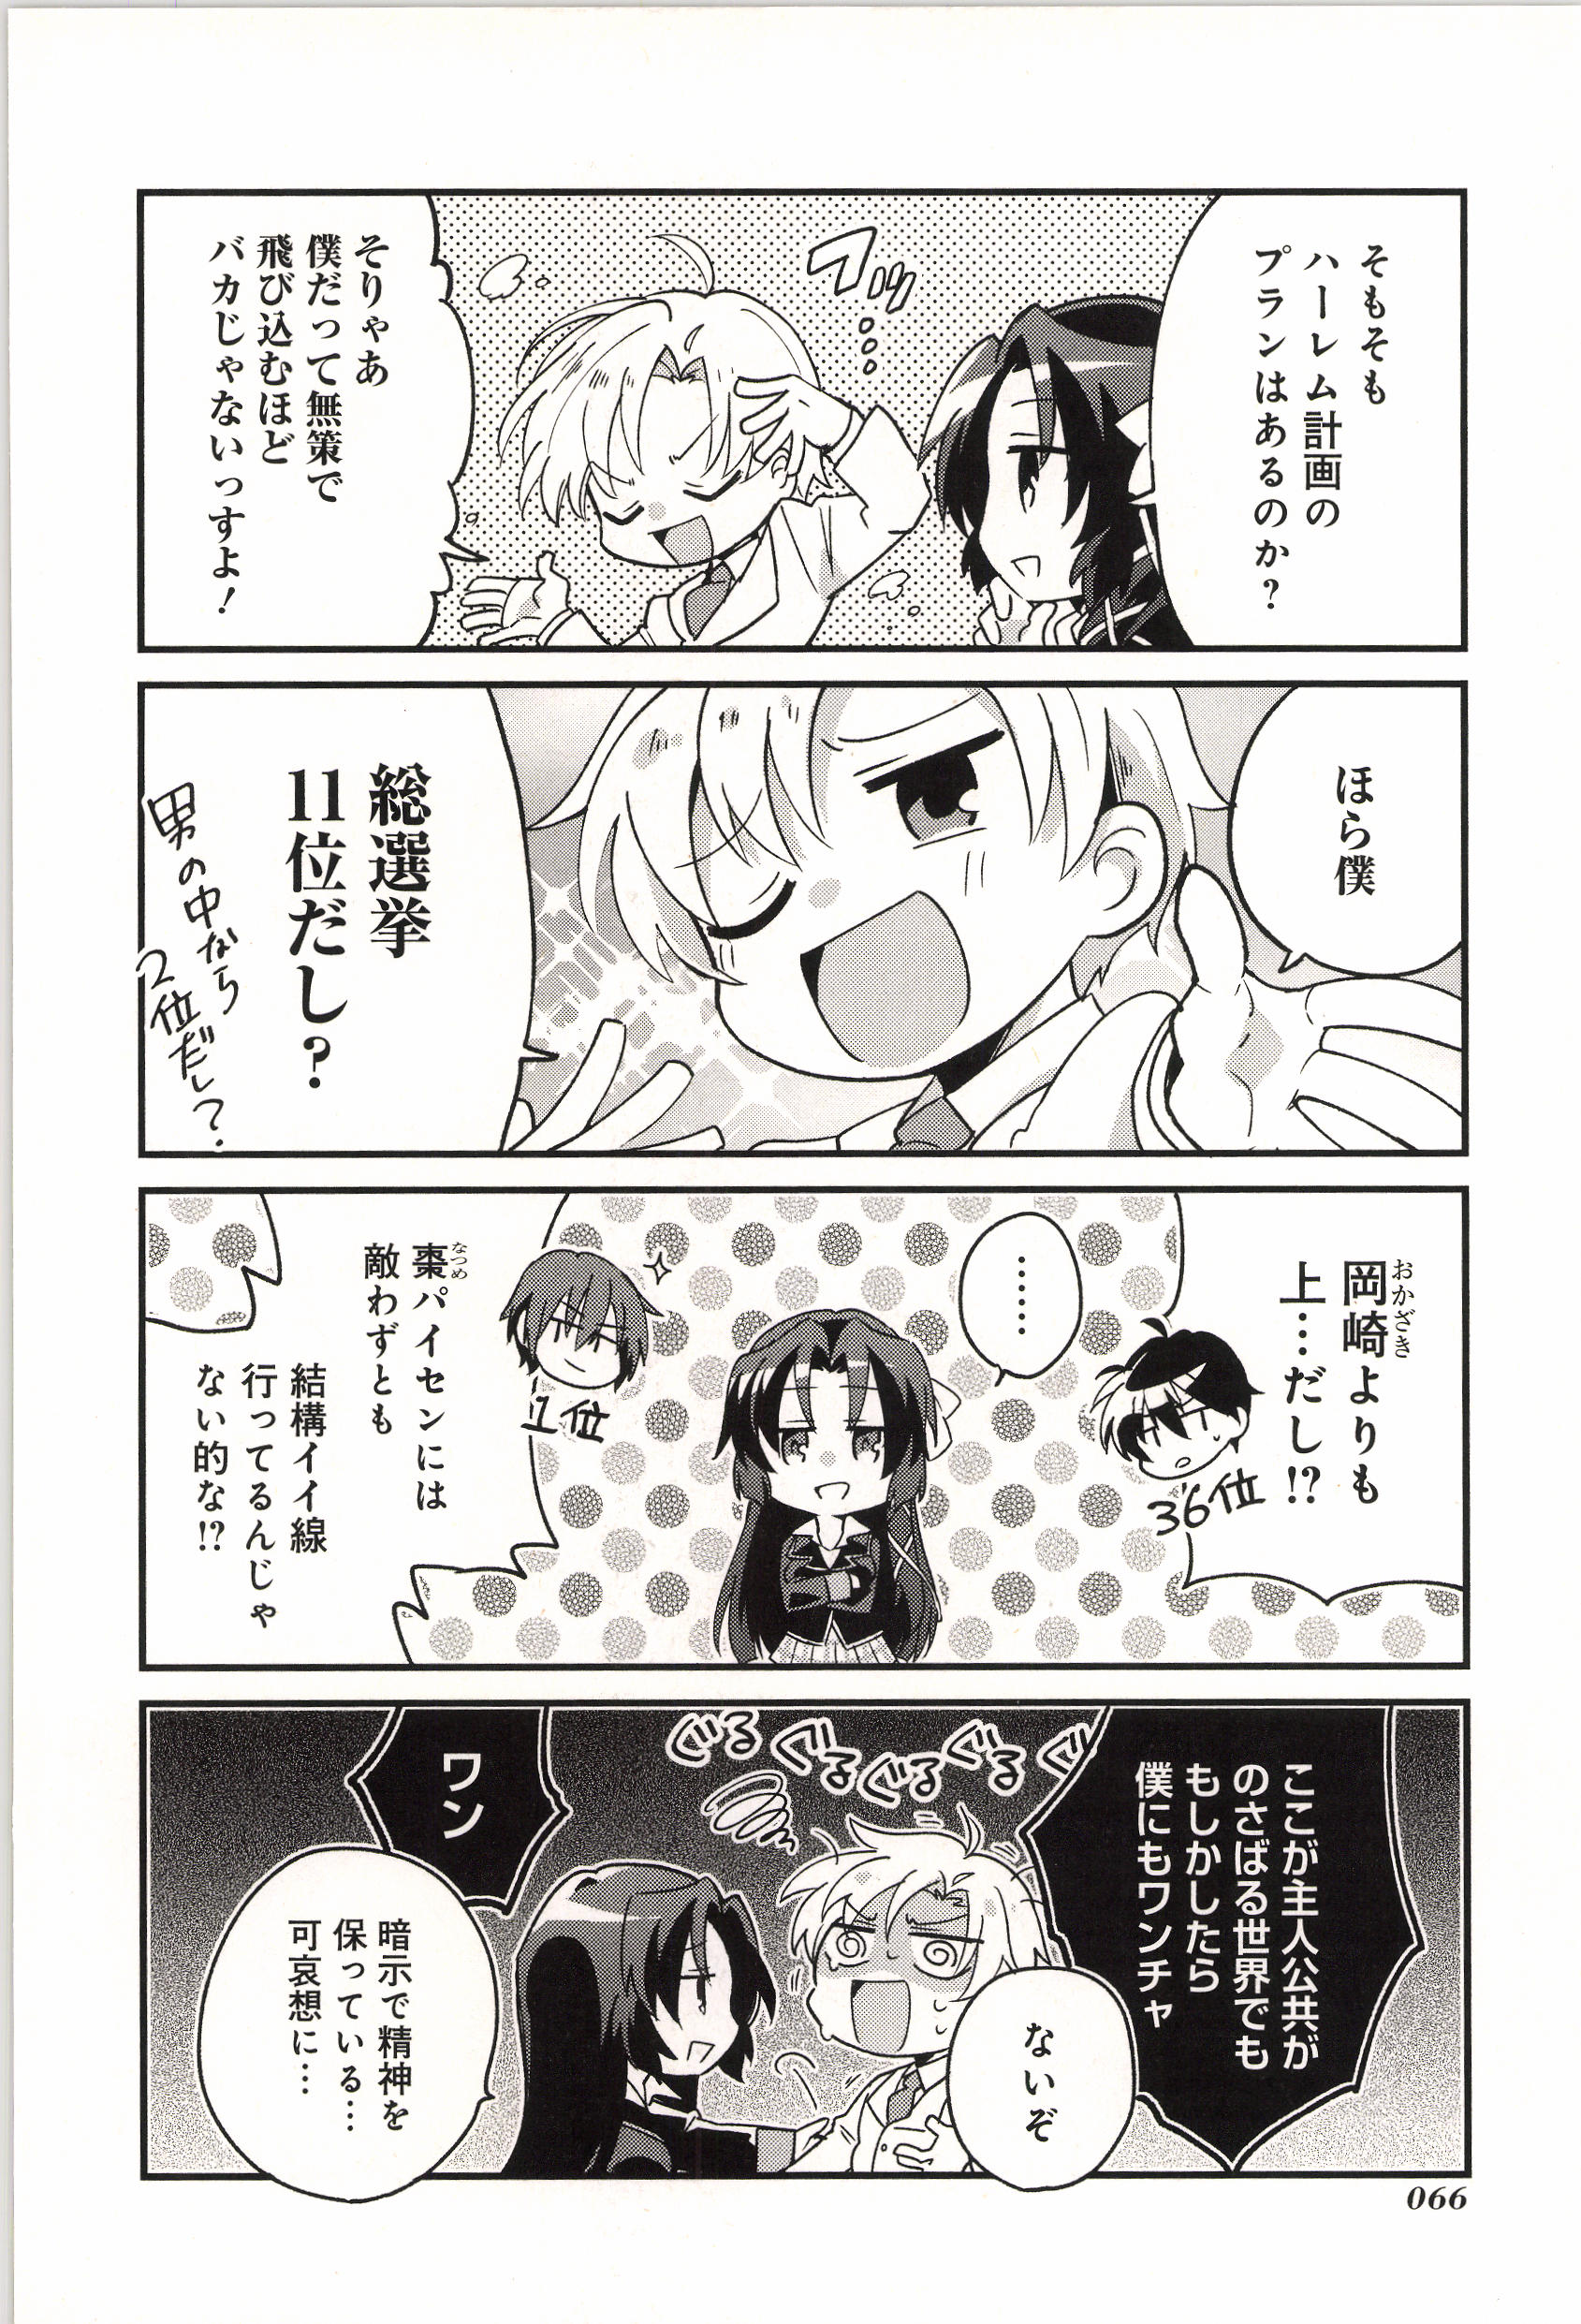 そもそも
ハーレム計画の
プランはあるのか?
フッ…
そりゃあ
僕だって無策で
飛び込むほど
バカじゃないっすよ!
ほら僕
総選挙
11位だし?
男の中なら
2位だし?
岡崎よりも
おかざき
上…だし!?
36位
………
1位
棗パイセンには
なつめ
敵わずとも
結構イイ線
行ってるんじゃ
ない的な!?
ここが主人公共が
のさばる世界でも
もしかしたら
僕にもワンチャ
ないぞ
ぐるぐるぐるぐるぐ
ワン
暗示で精神を
保っている…
可哀想に…
066